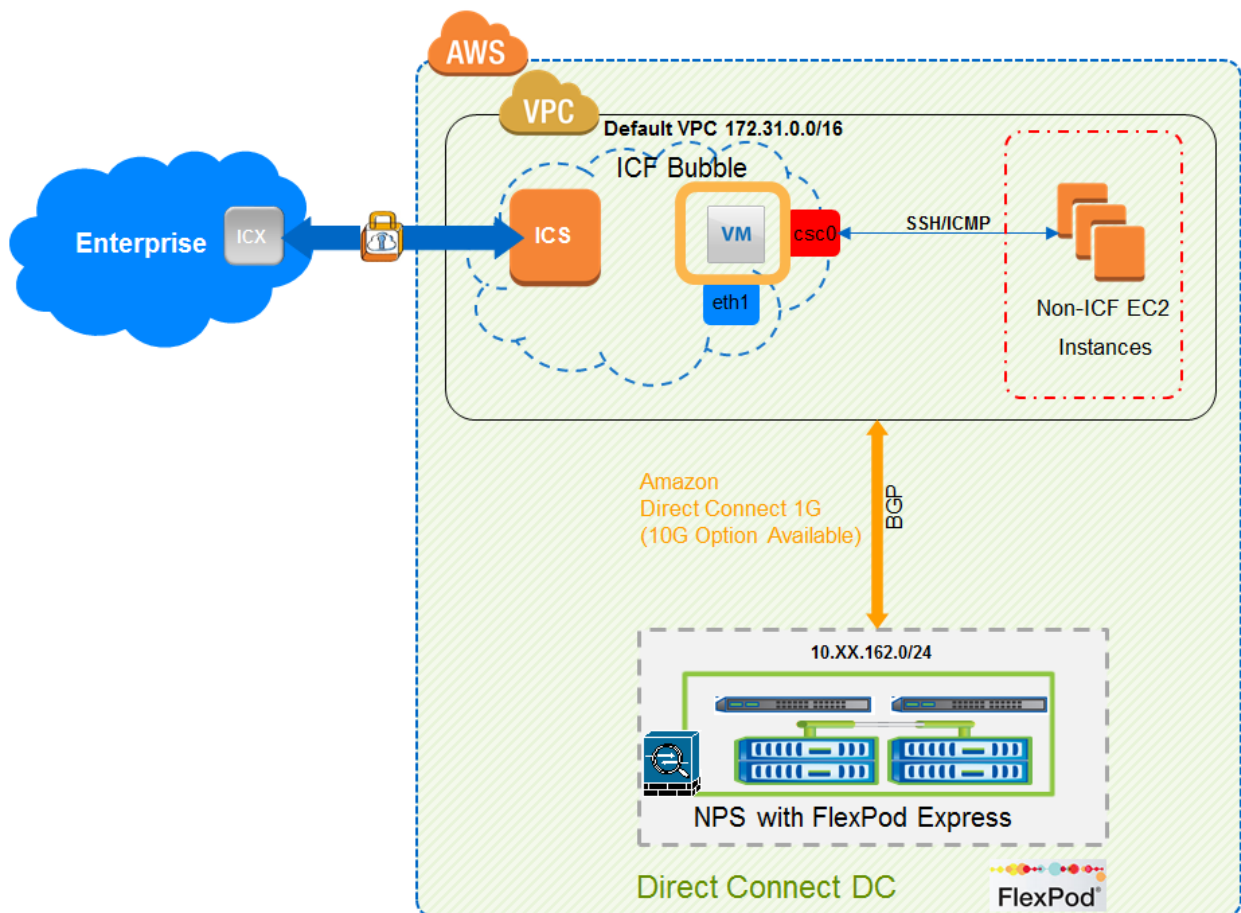 AWS
VPC
Default VPC 172.31.0.0/16
ICF Bubble
Enterprise
ICX
ICS
VM
csc0
eth1
SSH/ICMP
Non-ICF EC2
Instances
Amazon
Direct Connect 1G
(10G Option Available)
BGP
10.XX.162.0/24
NPS with FlexPod Express
Direct Connect DC
FlexPod®